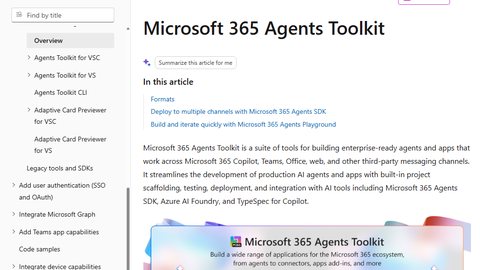 Find by title
Overview
Agents Toolkit for VSC
Agents Toolkit for VS
Agents Toolkit CLI
Adaptive Card Previewer
for VSC
Adaptive Card Previewer
for VS
Legacy tools and SDKs
Add user authentication (SSO
and OAuth)
Integrate Microsoft Graph
Add Teams app capabilities
Code samples
Integrate device capabilities
Microsoft 365 Agents Toolkit
Summarize this article for me
In this article
Formats
Deploy to multiple channels with Microsoft 365 Agents SDK
Build and iterate quickly with Microsoft 365 Agents Playground
Microsoft 365 Agents Toolkit is a suite of tools for building enterprise-ready agents and apps that
work across Microsoft 365 Copilot, Teams, Office, web, and other third-party messaging channels.
It streamlines the development of production AI agents and apps with built-in project
scaffolding, testing, deployment, and integration with AI tools including Microsoft 365 Agents
SDK, Azure AI Foundry, and TypeSpec for Copilot.
Microsoft 365 Agents Toolkit
Build a wide range of applications for the Microsoft 365 ecosystem,
from agents to connectors, apps add-ins, and more